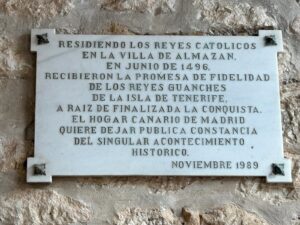 RESIDIENDO LOS REYES CATOLICOS
EN LA VILLA DE ALMAZAN,
EN JUNIO DE 1496,
RECIBIERON LA PROMESA DE FIDELIDAD
DE LOS REYES GUANCHES
DE LA ISLA DE TENERIFE,
A RAIZ DE FINALIZADA LA CONQUISTA.
EL HOGAR CANARIO DE MADRID
QUIERE DEJAR PUBLICA CONSTANCIA
DEL SINGULAR ACONTECIMIENTO
HISTORICO.
NOVIEMBRE 1989